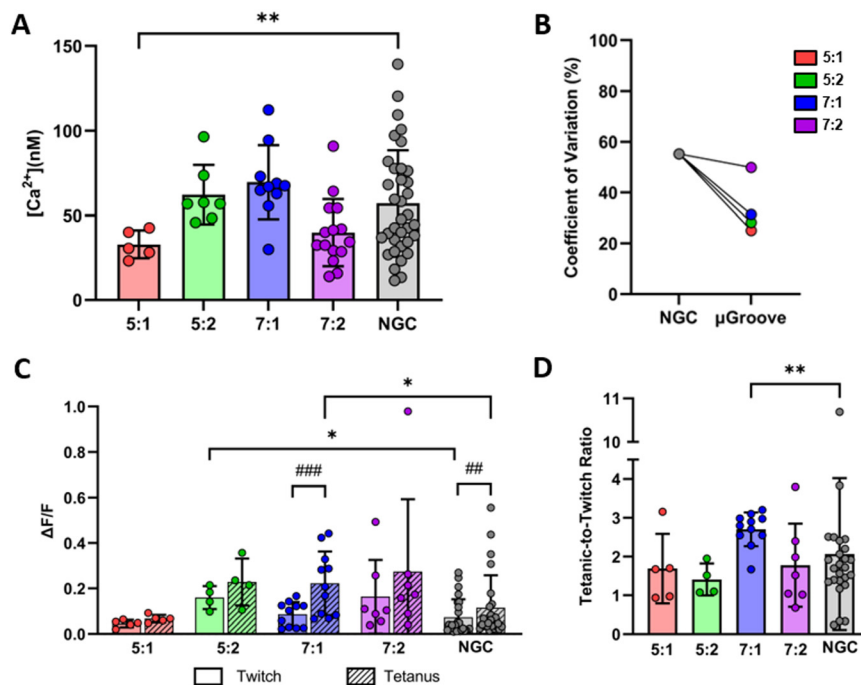 A
**
[Ca²⁺](nM)
150
100
50
0
5:1 5:2 7:1 7:2 NGC
B
Coefficient of Variation (%)
100
80
60
40
20
0
NGC µGroove
5:1
5:2
7:1
7:2
C
*
*
###
##
ΔF/F
1.0
0.8
0.6
0.4
0.2
0.0
5:1 5:2 7:1 7:2 NGC
Twitch Tetanus
D
**
Tetanic-to-Twitch Ratio
11
10
4
3
2
1
0
5:1 5:2 7:1 7:2 NGC